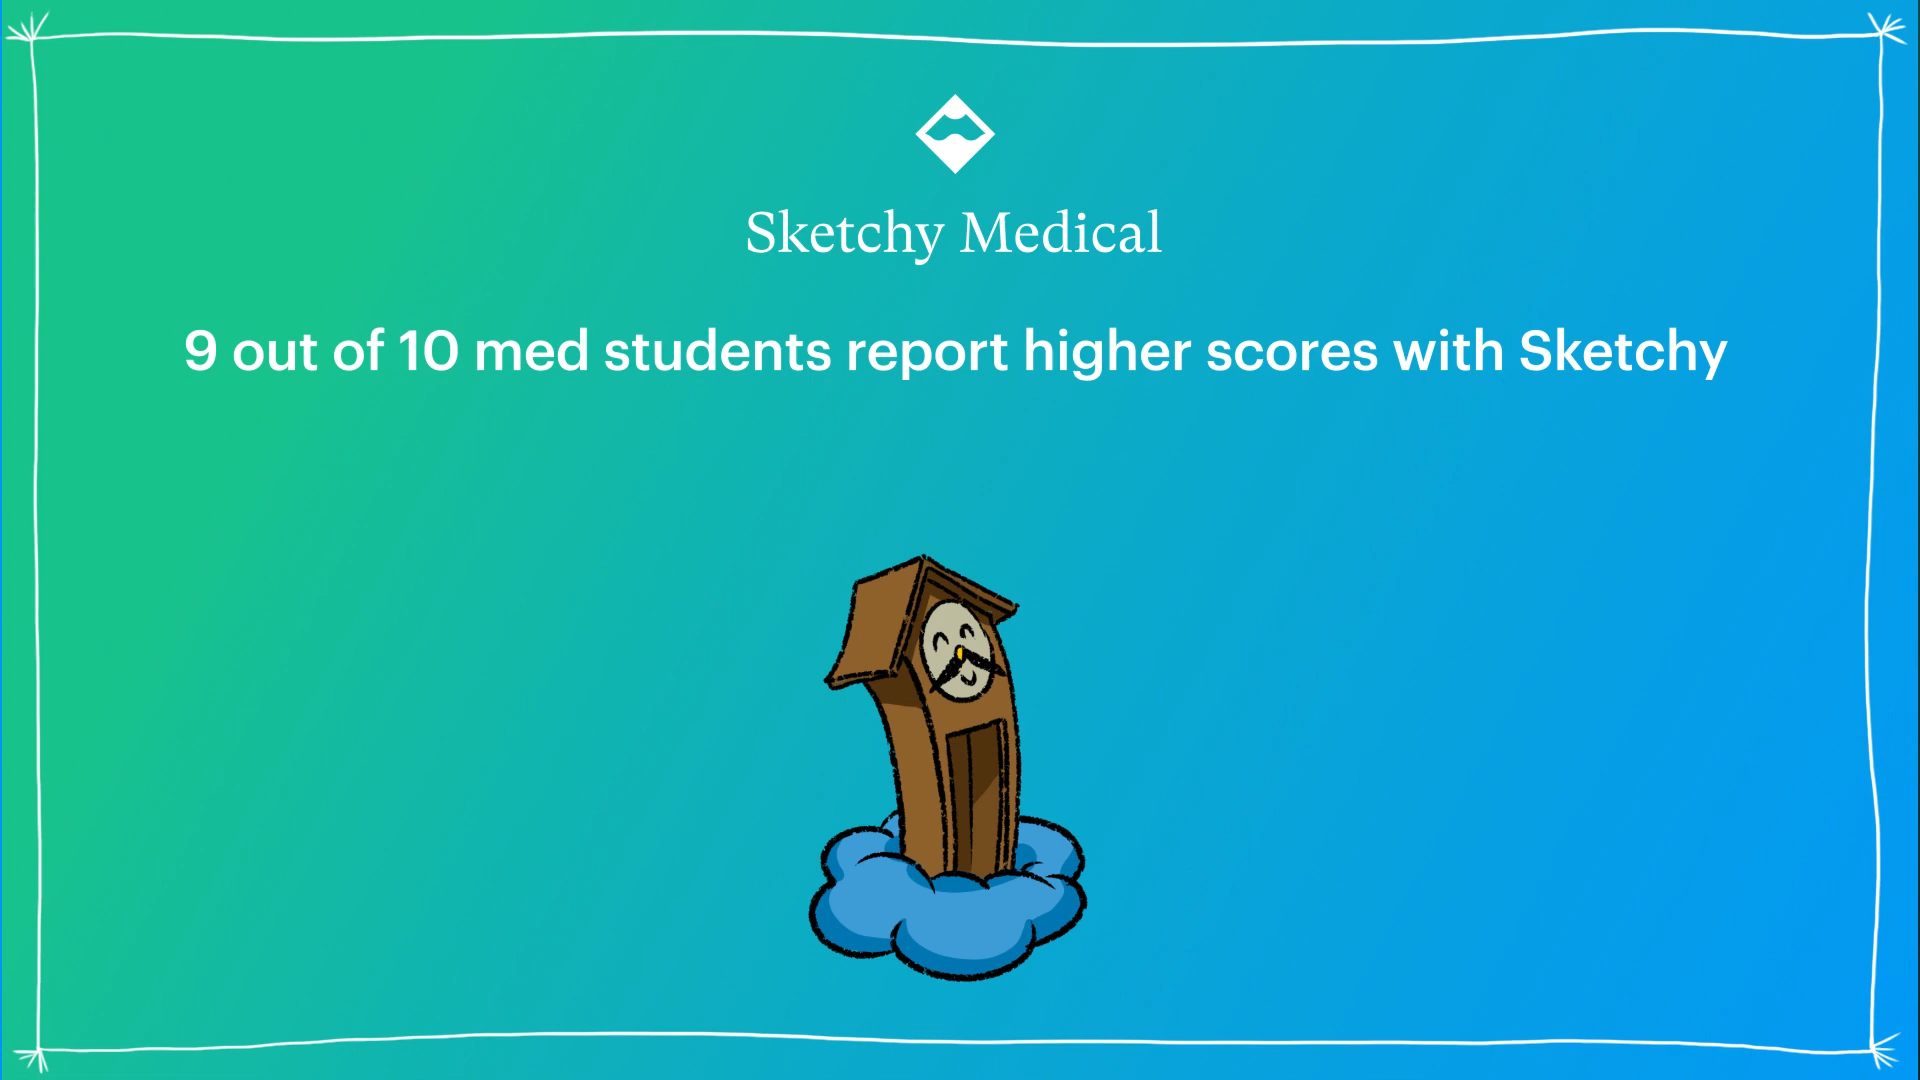 Sketchy Medical
9 out of 10 med students report higher scores with Sketchy